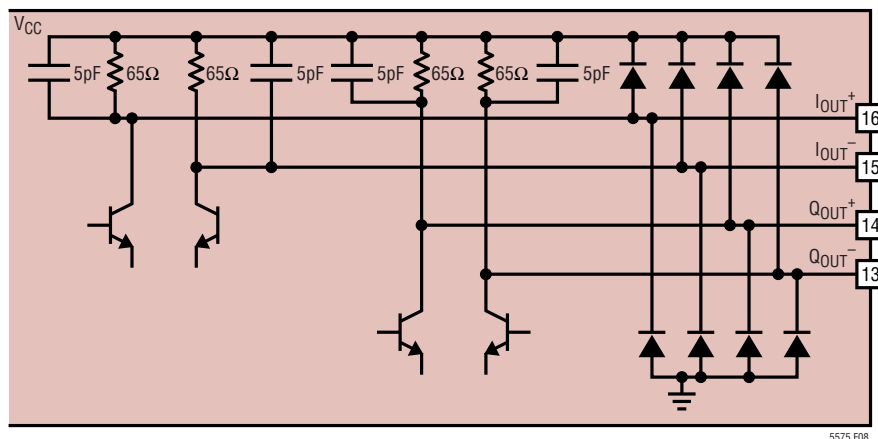 VCC
5pF 65Ω 65Ω 5pF 5pF 65Ω 65Ω 5pF
IOUT+ 16
IOUT− 15
QOUT+ 14
QOUT− 13
5575 F08